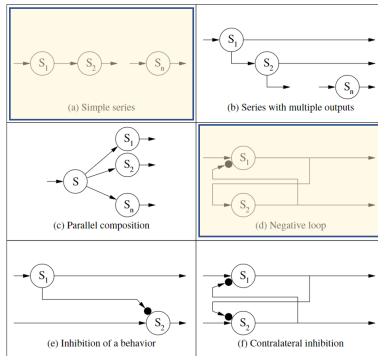 S1 S2 Sn
(a) Simple series
S1
S2
Sn
(b) Series with multiple outputs
S1
S S2
Sn
(c) Parallel composition
S1
S2
(d) Negative loop
S1
S2
(e) Inhibition of a behavior
S1
S2
(f) Contralateral inhibition